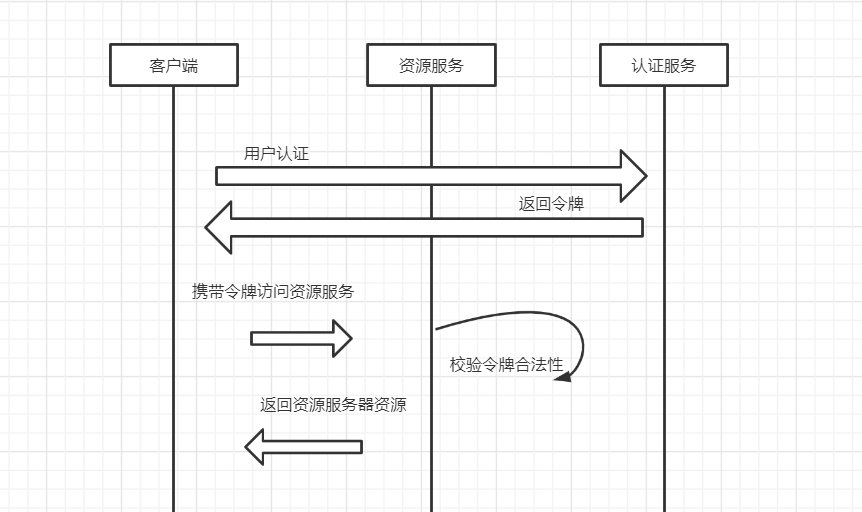 客户端
资源服务
认证服务
用户认证
返回令牌
携带令牌访问资源服务
校验令牌合法性
返回资源服务器资源